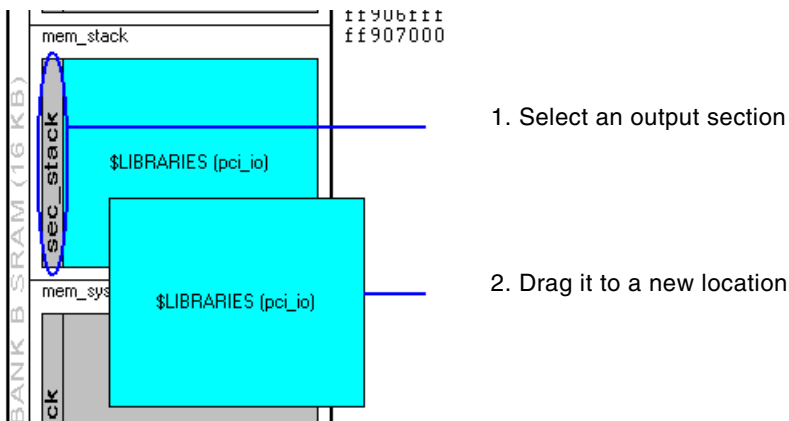 ff906fff
mem_stack
ff907000
BANK B SRAM (16 KB)
sec_stack
$LIBRARIES (pci_io)
1. Select an output section
mem_sys
$LIBRARIES (pci_io)
2. Drag it to a new location
ck